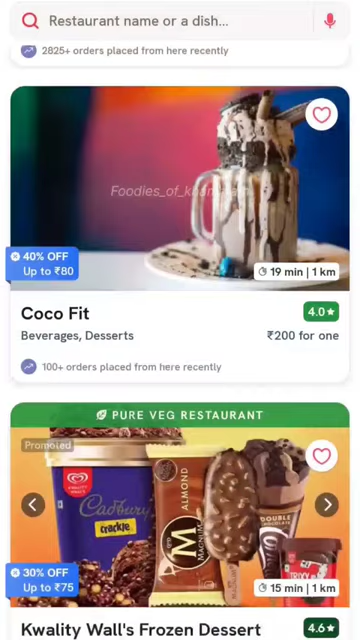 Restaurant name or a dish...
2825+ orders placed from here recently
40% OFF
Up to ₹80
19 min | 1 km
Coco Fit
4.0★
Beverages, Desserts
₹200 for one
100+ orders placed from here recently
PURE VEG RESTAURANT
Promoted
Cadbury
crackle
ALMOND
M
MAGNUM
DOUBLE
30% OFF
Up to ₹75
15 min | 1 km
Kwality Wall's Frozen Dessert
4.6★